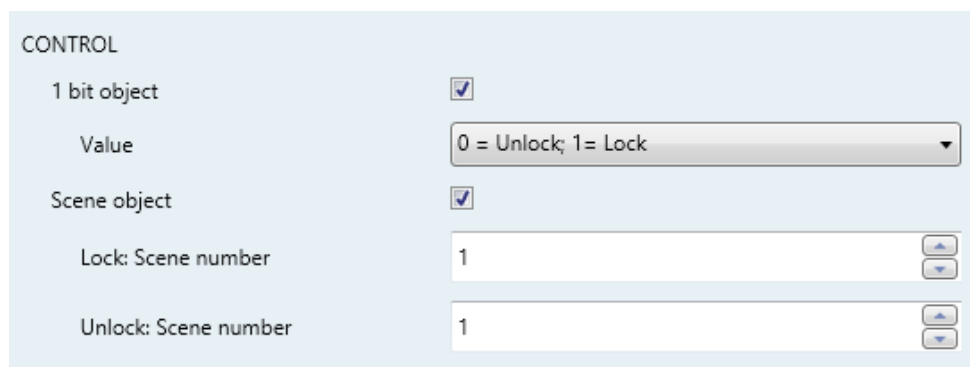 CONTROL
1 bit object
Value 0 = Unlock; 1= Lock
Scene object
Lock: Scene number 1
Unlock: Scene number 1